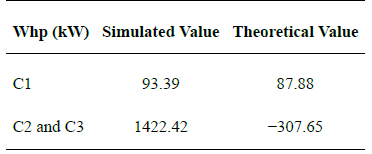 Whp (kW) Simulated Value Theoretical Value
C1 93.39 87.88
C2 and C3 1422.42 −307.65